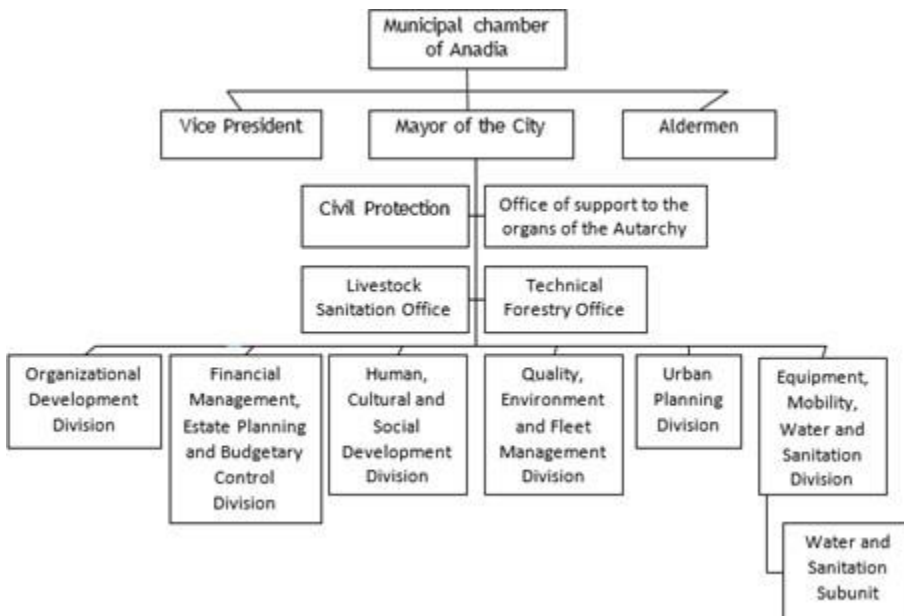 Municipal chamber
of Anadia
Vice President
Mayor of the City
Aldermen
Civil Protection
Office of support to the
organs of the Autarchy
Livestock
Sanitation Office
Technical
Forestry Office
Organizational
Development
Division
Financial
Management,
Estate Planning
and Budgetary
Control
Division
Human,
Cultural and
Social
Development
Division
Quality,
Environment
and Fleet
Management
Division
Urban
Planning
Division
Equipment,
Mobility,
Water and
Sanitation
Division
Water and
Sanitation
Subunit